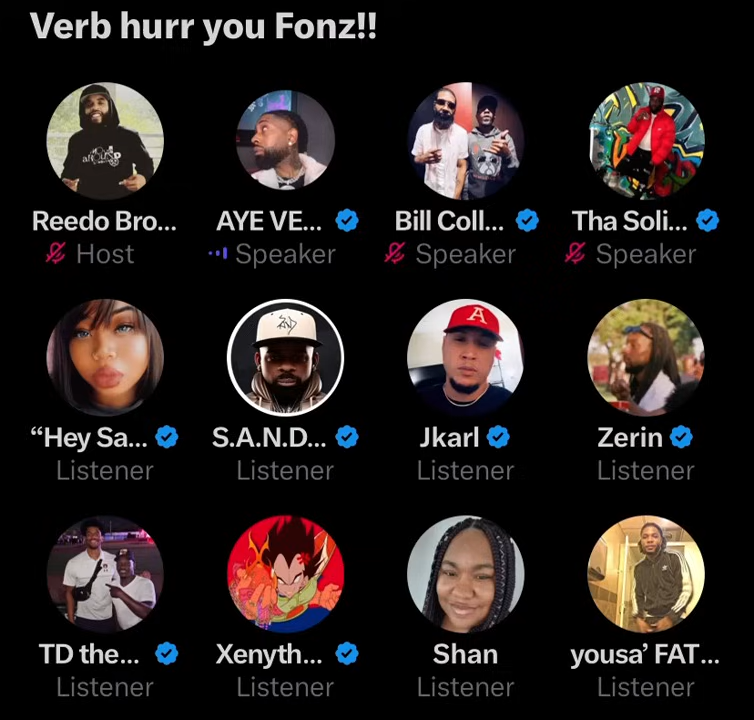 Verb hurr you Fonz!!
Reedo Bro... AYE VE... Bill Coll... Tha Soli...
Host Speaker Speaker Speaker
“Hey Sa... S.A.N.D... Jkarl Zerin
Listener Listener Listener Listener
A
TD the... Xenyth... Shan yousa’ FAT...
Listener Listener Listener Listener